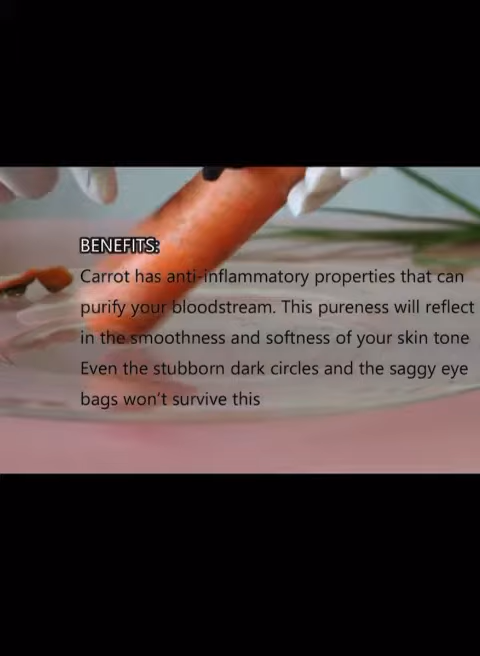 BENEFITS:
Carrot has anti-inflammatory properties that can
purify your bloodstream. This pureness will reflect
in the smoothness and softness of your skin tone
Even the stubborn dark circles and the saggy eye
bags won't survive this